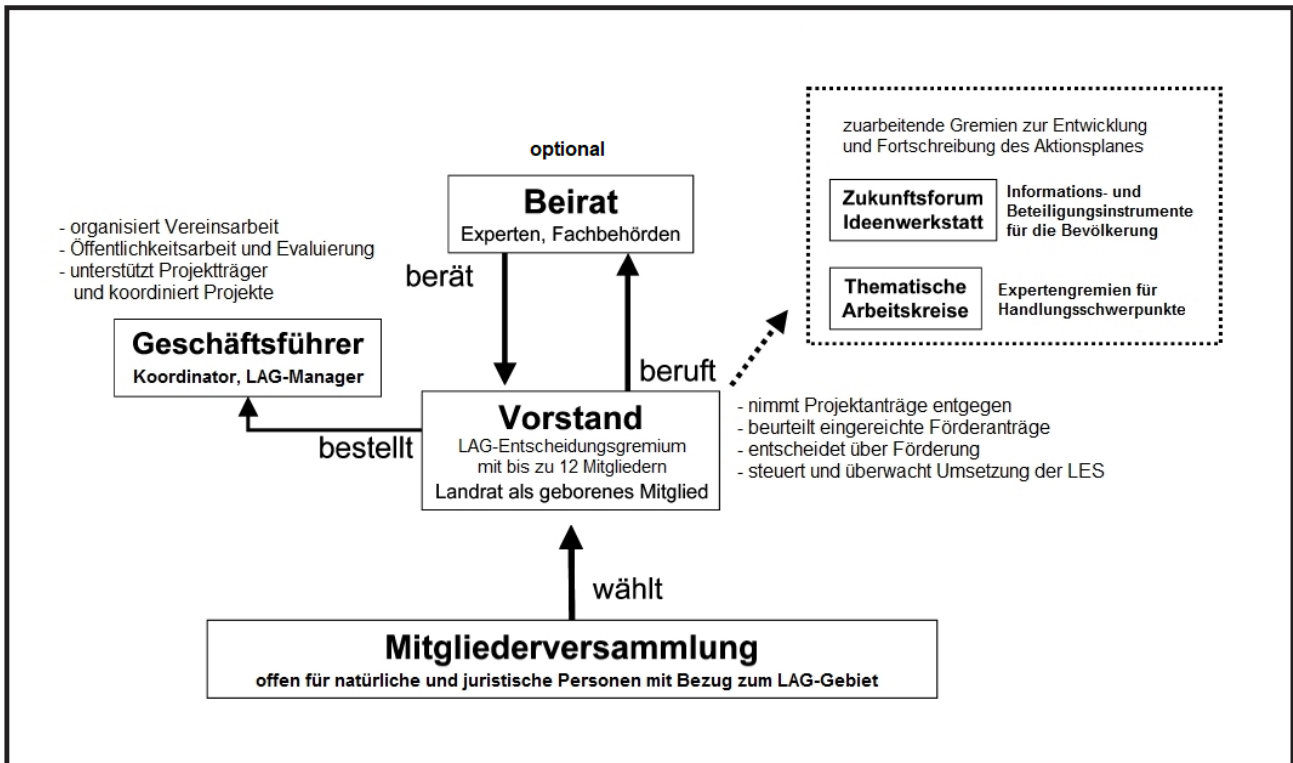 zuarbeitende Gremien zur Entwicklung
und Fortschreibung des Aktionsplanes
Zukunftsforum
Ideenwerkstatt
Informations- und
Beteiligungsinstrumente
für die Bevölkerung
Thematische
Arbeitskreise
Expertengremien für
Handlungsschwerpunkte
optional
Beirat
Experten, Fachbehörden
berät
beruft
- organisiert Vereinsarbeit
- Öffentlichkeitsarbeit und Evaluierung
- unterstützt Projektträger
und koordiniert Projekte
Geschäftsführer
Koordinator, LAG-Manager
bestellt
Vorstand
LAG-Entscheidungsgremium
mit bis zu 12 Mitgliedern
Landrat als geborenes Mitglied
- nimmt Projektanträge entgegen
- beurteilt eingereichte Förderanträge
- entscheidet über Förderung
- steuert und überwacht Umsetzung der LES
wählt
Mitgliederversammlung
offen für natürliche und juristische Personen mit Bezug zum LAG-Gebiet